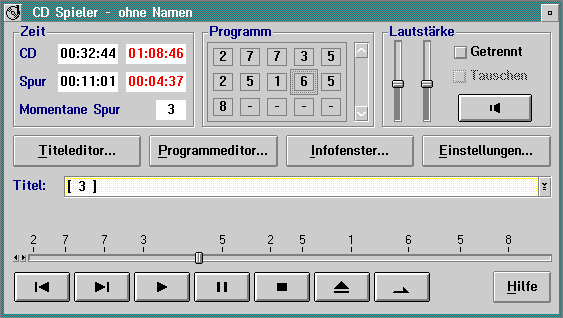 CD Spieler - ohne Namen
Zeit
CD 00:32:44 01:08:46
Spur 00:11:01 00:04:37
Momentane Spur 3
Programm
2 7 7 3 5
2 5 1 6 5
8 - - - -
Lautstärke
Getrennt
Tauschen
Titeleditor... Programmeditor... Infofenster... Einstellungen...
Titel: [ 3 ]
2 7 7 3 5 2 5 1 6 5 8
Hilfe